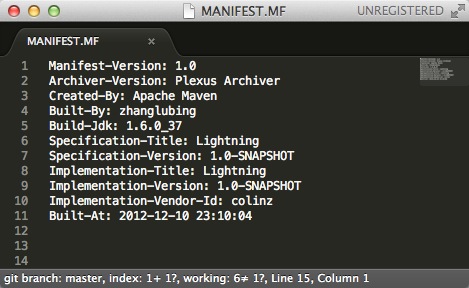 MANIFEST.MF
UNREGISTERED
MANIFEST.MF ×
1 Manifest-Version: 1.0
2 Archiver-Version: Plexus Archiver
3 Created-By: Apache Maven
4 Built-By: zhanglubing
5 Build-Jdk: 1.6.0_37
6 Specification-Title: Lightning
7 Specification-Version: 1.0-SNAPSHOT
8 Implementation-Title: Lightning
9 Implementation-Version: 1.0-SNAPSHOT
10 Implementation-Vendor-Id: colinz
11 Built-At: 2012-12-10 23:10:04
12
13
14
git branch: master, index: 1+ 1?, working: 6≠ 1?, Line 15, Column 1